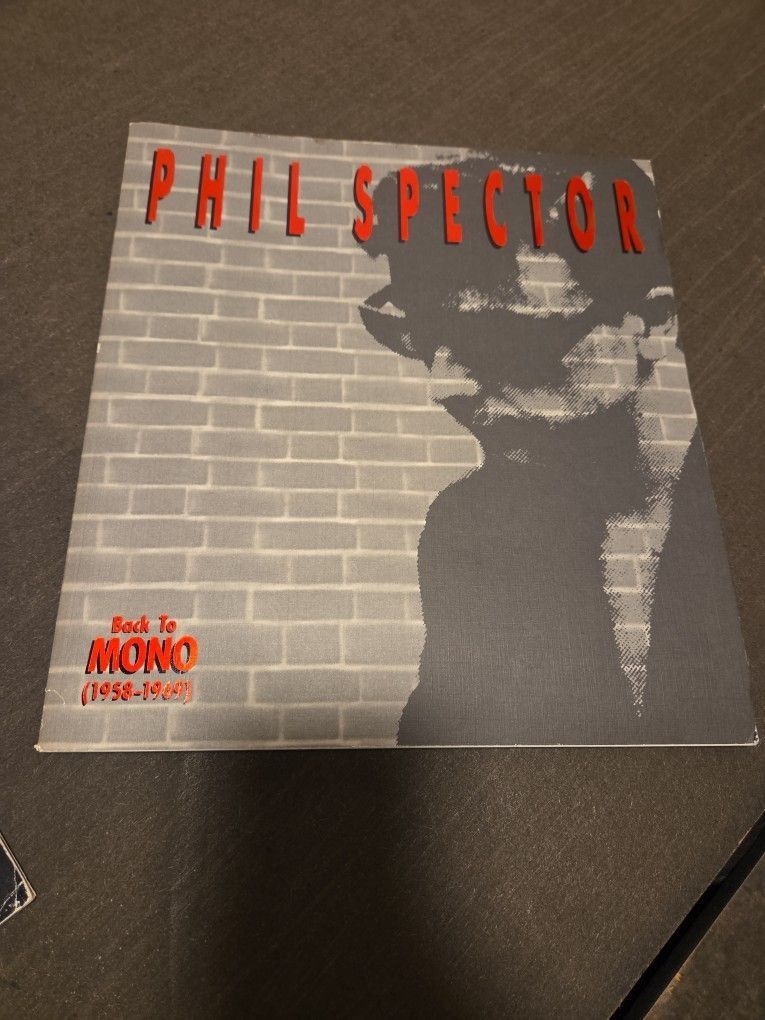 PHIL SPECTOR
Back To
MONO
(1958-1969)